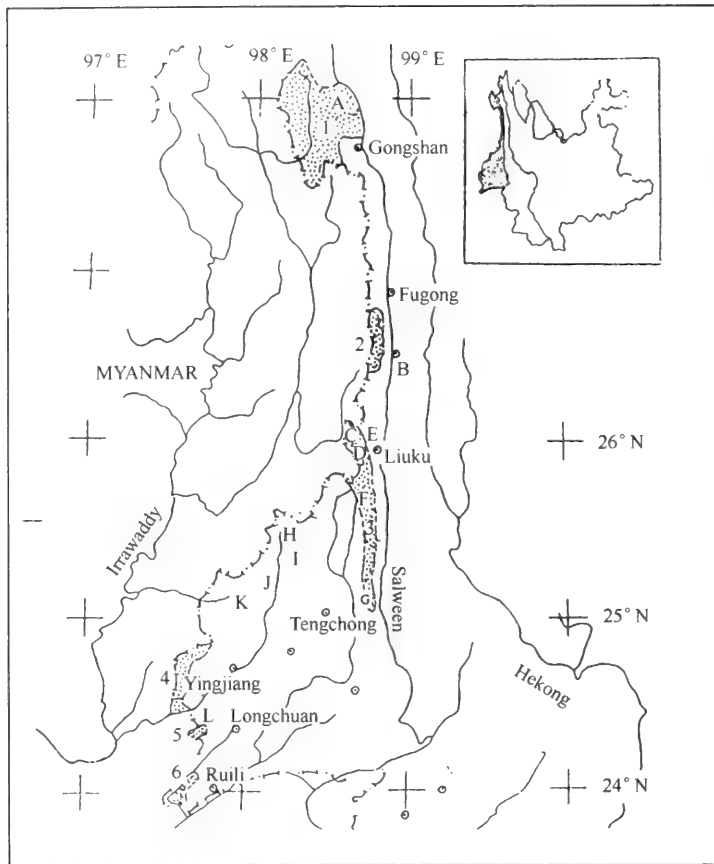 97° E
98° E
99° E
A
1
Gongshan
Fugong
2
B
MYANMAR
C
E
26° N
D
Liuku
F
3
H
I
Irrawaddy
J
K
Salween
G
25° N
Tengchong
4
Yingjiang
Hekong
L
Longchuan
5
6
Ruili
24° N